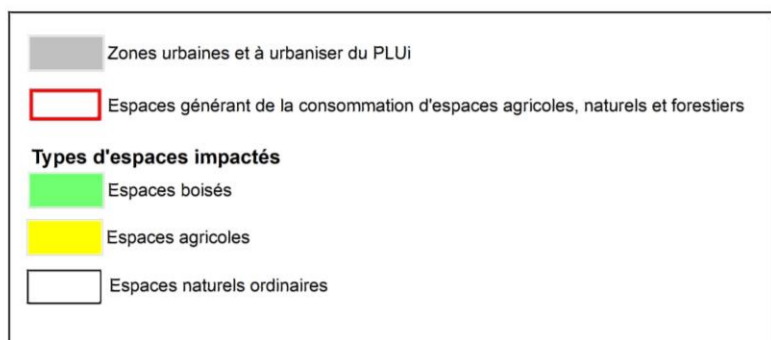 Zones urbaines et à urbaniser du PLUi
Espaces générant de la consommation d'espaces agricoles, naturels et forestiers
Types d'espaces impactés
Espaces boisés
Espaces agricoles
Espaces naturels ordinaires